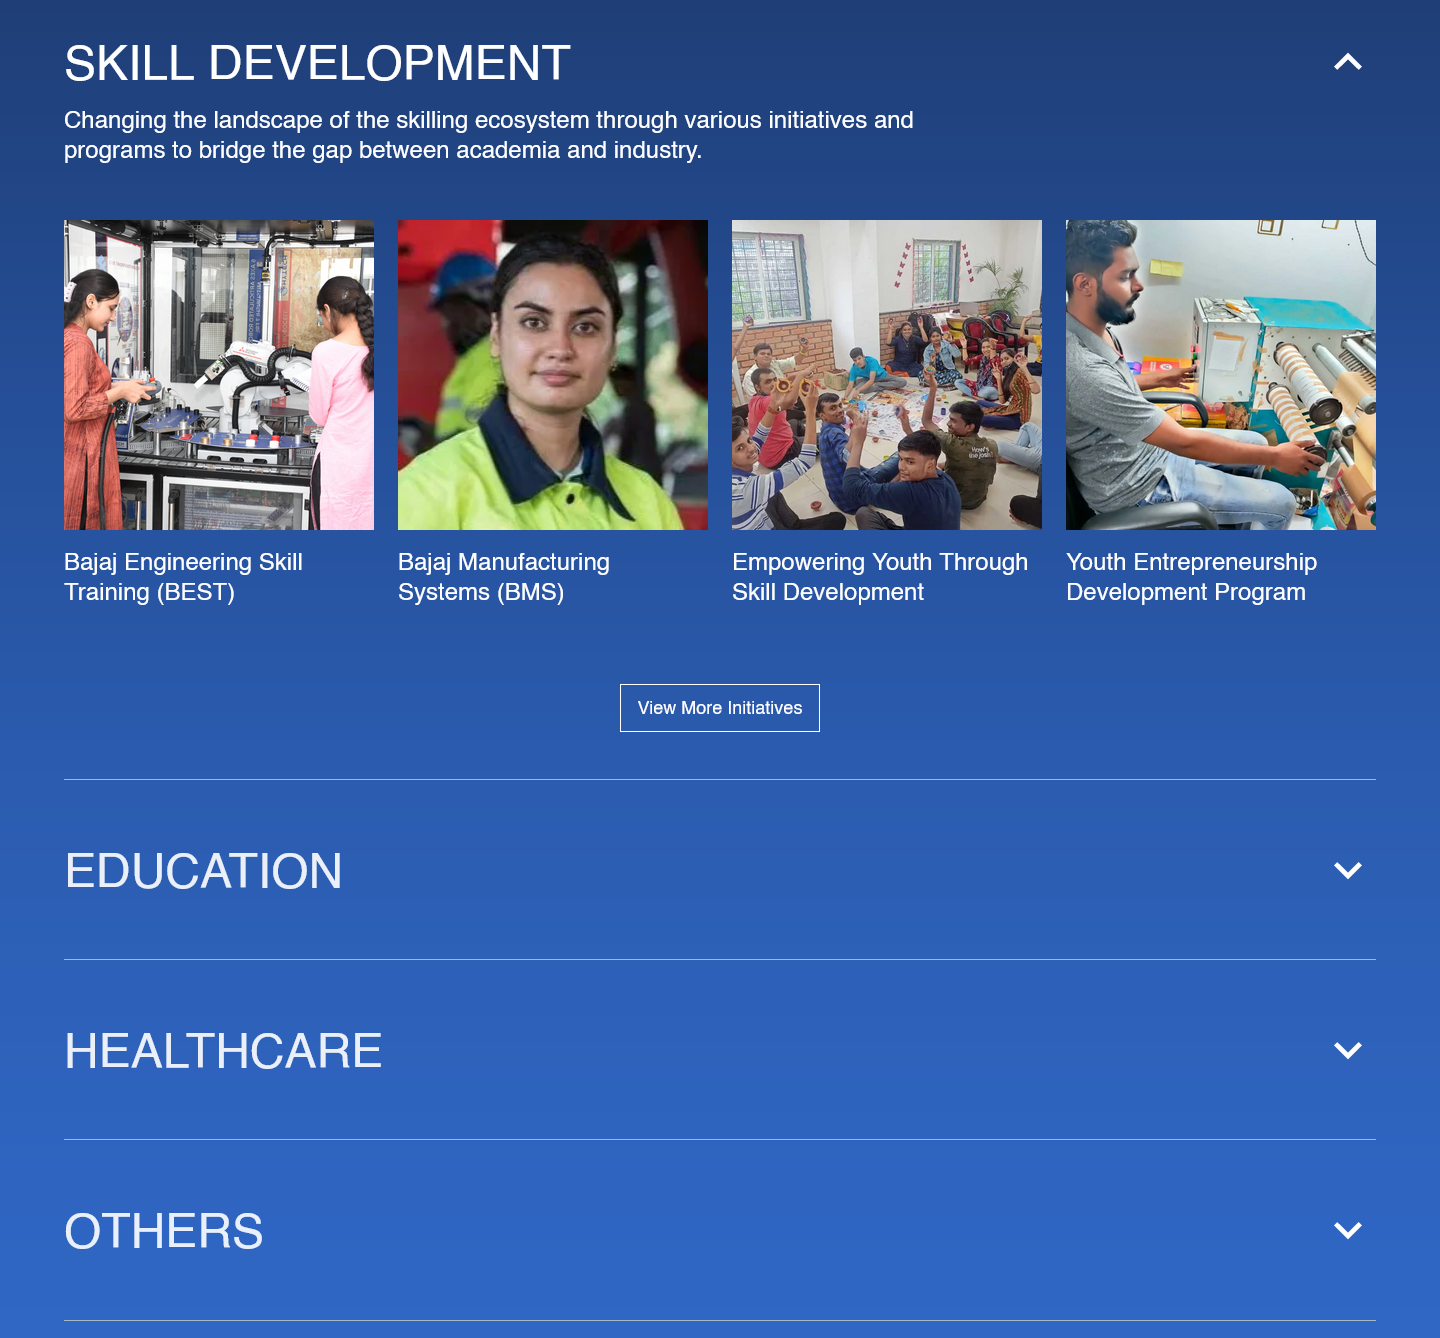 SKILL DEVELOPMENT
Changing the landscape of the skilling ecosystem through various initiatives and
programs to bridge the gap between academia and industry.
Bajaj Engineering Skill
Training (BEST)
Bajaj Manufacturing
Systems (BMS)
Empowering Youth Through
Skill Development
Youth Entrepreneurship
Development Program
View More Initiatives
EDUCATION
HEALTHCARE
OTHERS